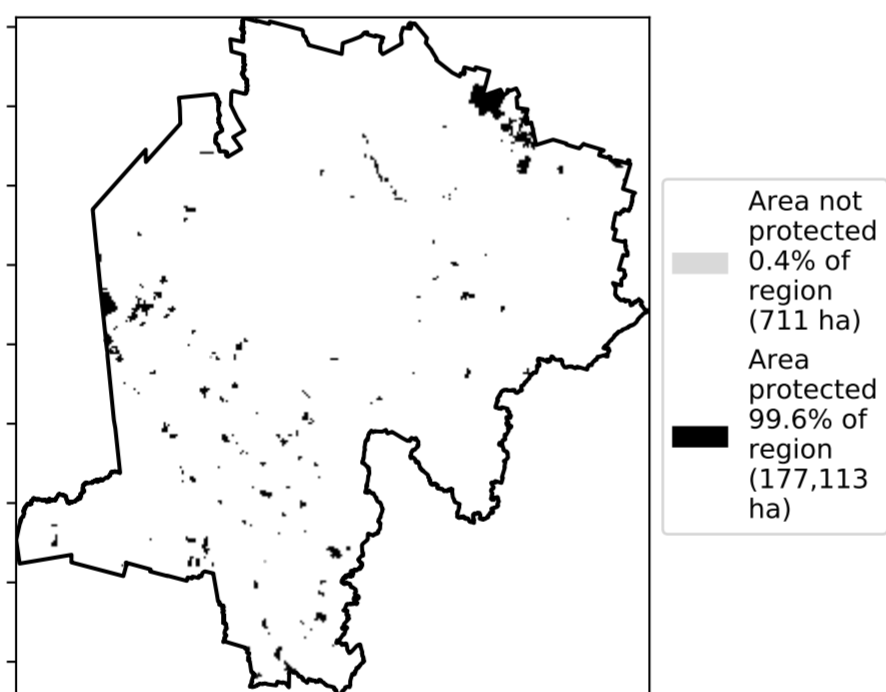 Area not
protected
0.4% of
region
(711 ha)
Area
protected
99.6% of
region
(177,113
ha)